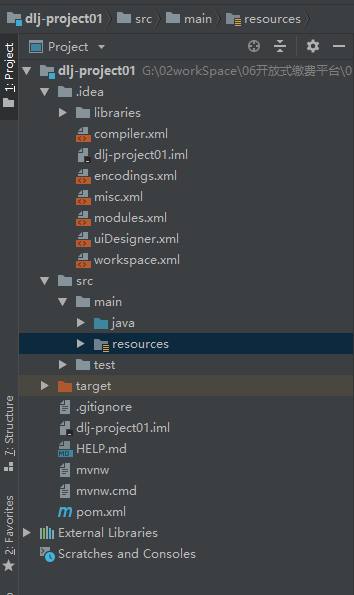 dlj-project01 src main resources
1: Project
Project
dlj-project01 G:\02workSpace\06开放式缴费平台\0
.idea
libraries
compiler.xml
dlj-project01.iml
encodings.xml
misc.xml
modules.xml
uiDesigner.xml
workspace.xml
src
main
java
resources
test
target
.gitignore
dlj-project01.iml
HELP.md
mvnw
mvnw.cmd
pom.xml
External Libraries
Scratches and Consoles
7: Structure
2: Favorites